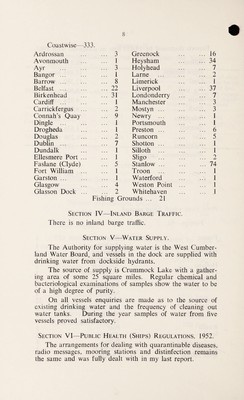 8
Coastwise—333.
Ardrossan ... 3
Avonmouth ... 1
Ayr ... 3
Bangor ... 1
Barrow ... 8
Belfast ... 22
Birkenhead ... 31
Cardiff ... 1
Carrickfergus ... 2
Connah's Quay ... 9
Dingle ... 1
Drogheda ... 1
Douglas ... 2
Dublin ... 7
Dundalk ... 1
Ellesmere Port ... 1
Faslane (Clyde) ... 5
Fort William ... 1
Garston ... 1
Glasgow ... 4
Glasson Dock ... 2
Greenock ... 16
Heysham ... 34
Holyhead ... 7
Larne ... 2
Limerick ... 1
Liverpool ... 37
Londonderry ... 7
Manchester ... 3
Mostyn ... 3
Newry ... 1
Portsmouth ... 1
Preston ... 6
Runcorn ... 5
Shotton ... 1
Silloth ... 1
Sligo ... 2
Stanlow ... 74
Troon ... 1
Waterford ... 1
Weston Point ... 1
Whitehaven ... 1
Fishing Grounds ... 21
Section IV—Inland Barge Traffic.
There is no inland barge traffic.
Section V—Water Supply.
The Authority for supplying water is the West Cumber-
land Water Board, and vessels in the dock are supplied with
drinking water from dockside hydrants.
The source of supply is Crummock Lake with a gather-
ing area of some 25 square miles. Regular chemical and
bacteriological examinations of samples show the water to be
of a high degree of purity.
On all vessels enquiries are made as to the source of
existing drinking water and the frequency of cleaning out
water tanks. During the year samples of water from five
vessels proved satisfactory.
Section VI—Public Health (Ships) Regulations, 1952.
The arrangements for dealing with quarantinable diseases,
radio messages, mooring stations and disinfection remains
the same and was fully dealt with in my last report.